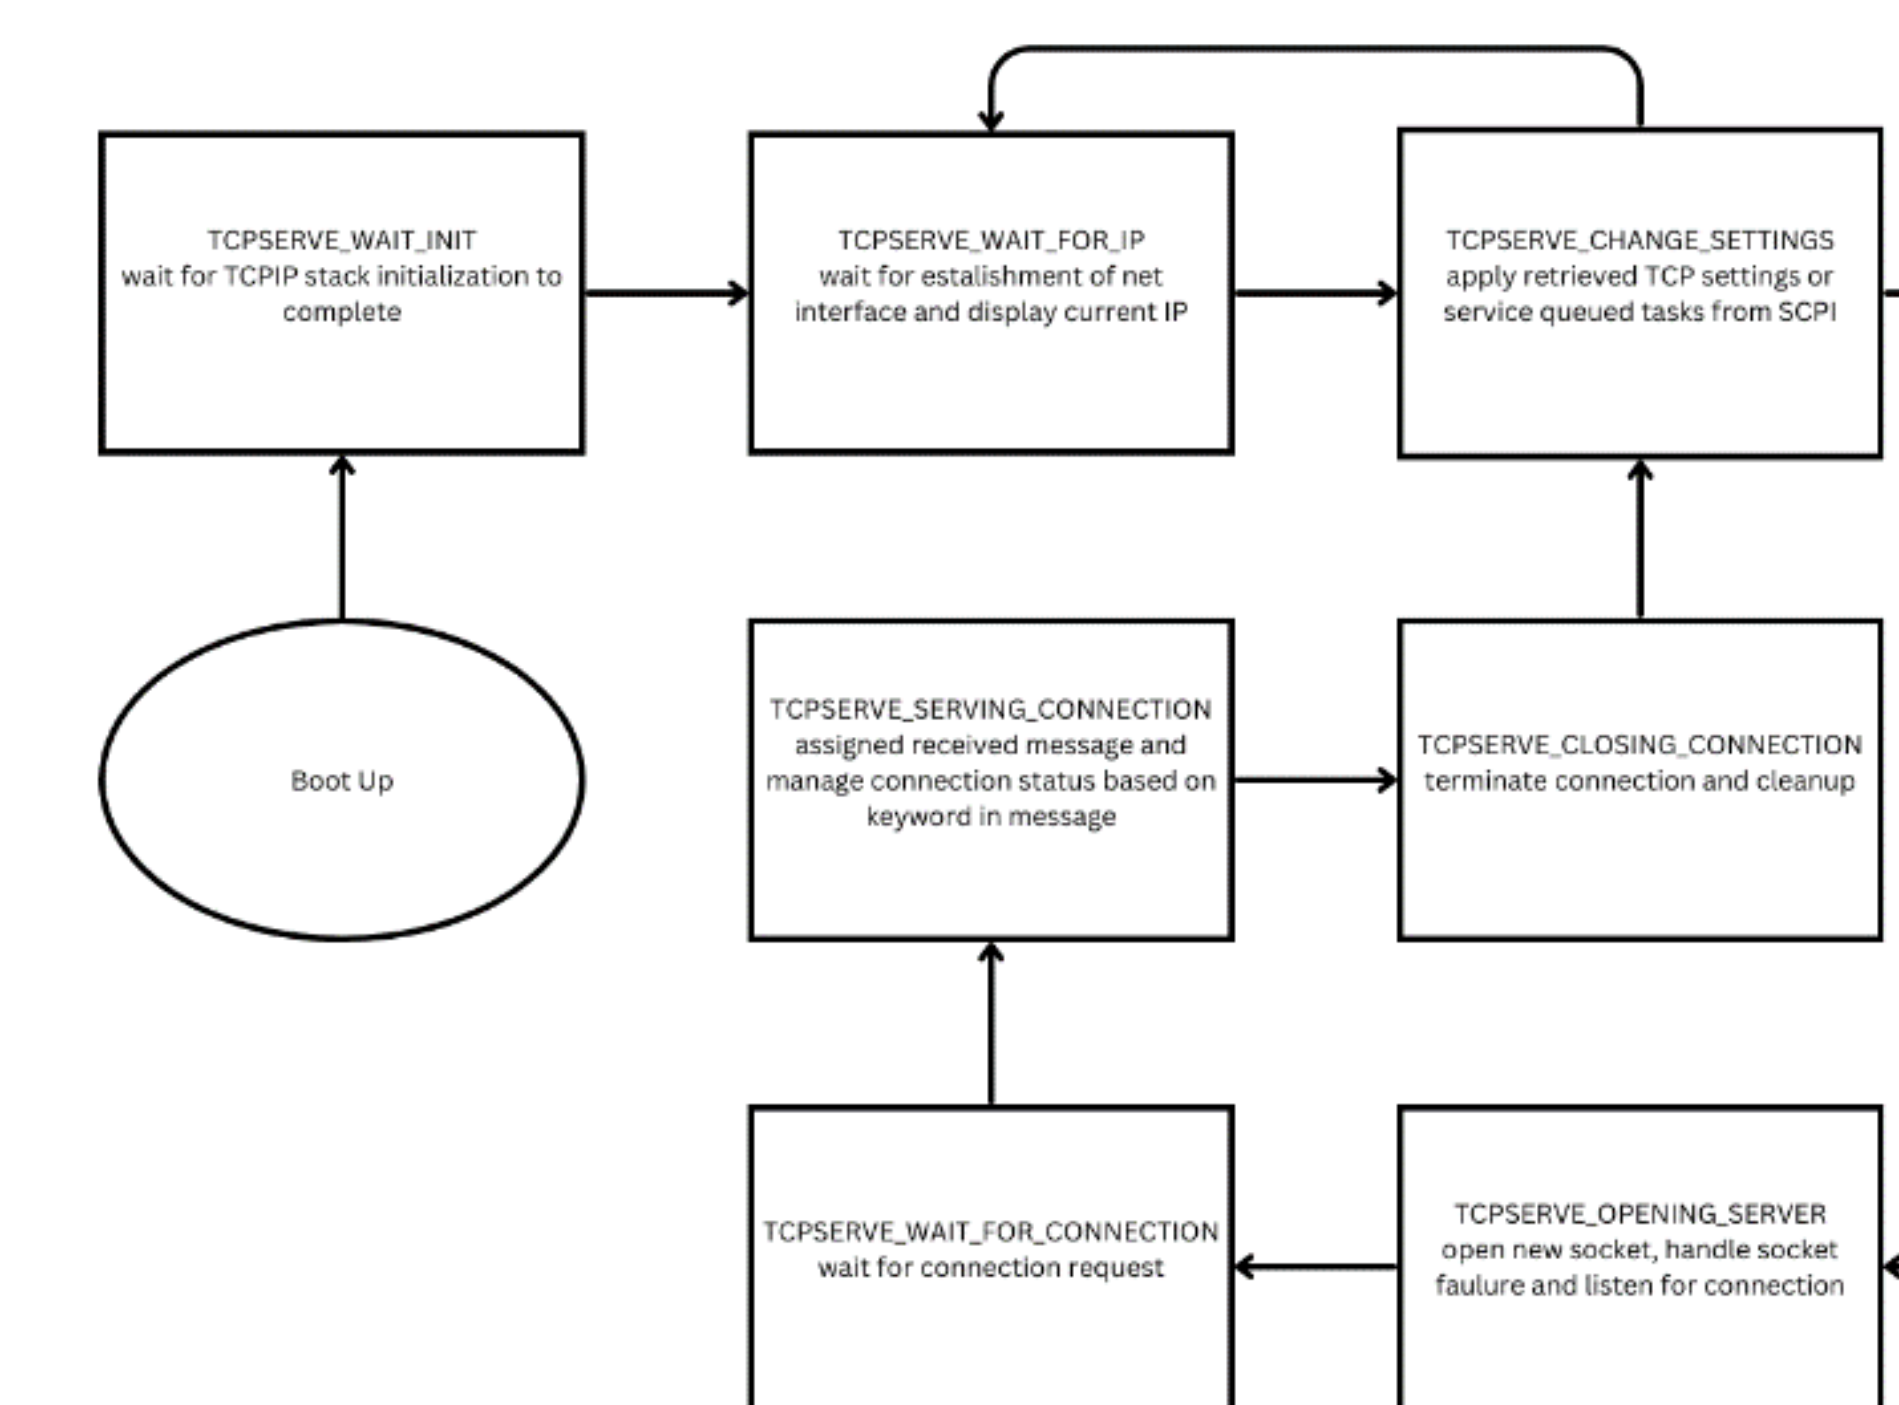 TCPSERVE_WAIT_INIT
wait for TCPIP stack initialization to
complete
TCPSERVE_WAIT_FOR_IP
wait for estalishment of net
interface and display current IP
TCPSERVE_CHANGE_SETTINGS
apply retrieved TCP settings or
service queued tasks from SCPI
Boot Up
TCPSERVE_SERVING_CONNECTION
assigned received message and
manage connection status based on
keyword in message
TCPSERVE_CLOSING_CONNECTION
terminate connection and cleanup
TCPSERVE_WAIT_FOR_CONNECTION
wait for connection request
TCPSERVE_OPENING_SERVER
open new socket, handle socket
faulure and listen for connection